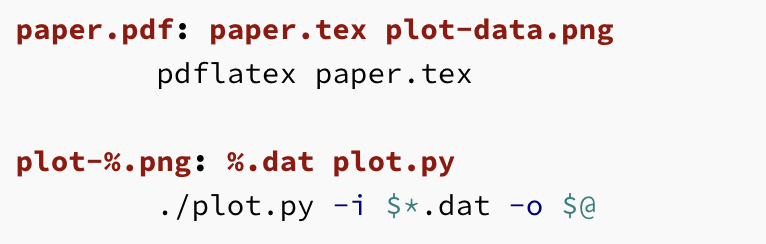 paper.pdf: paper.tex plot-data.png
pdflatex paper.tex
plot-%.png: %.dat plot.py
./plot.py -i $*.dat -o $@